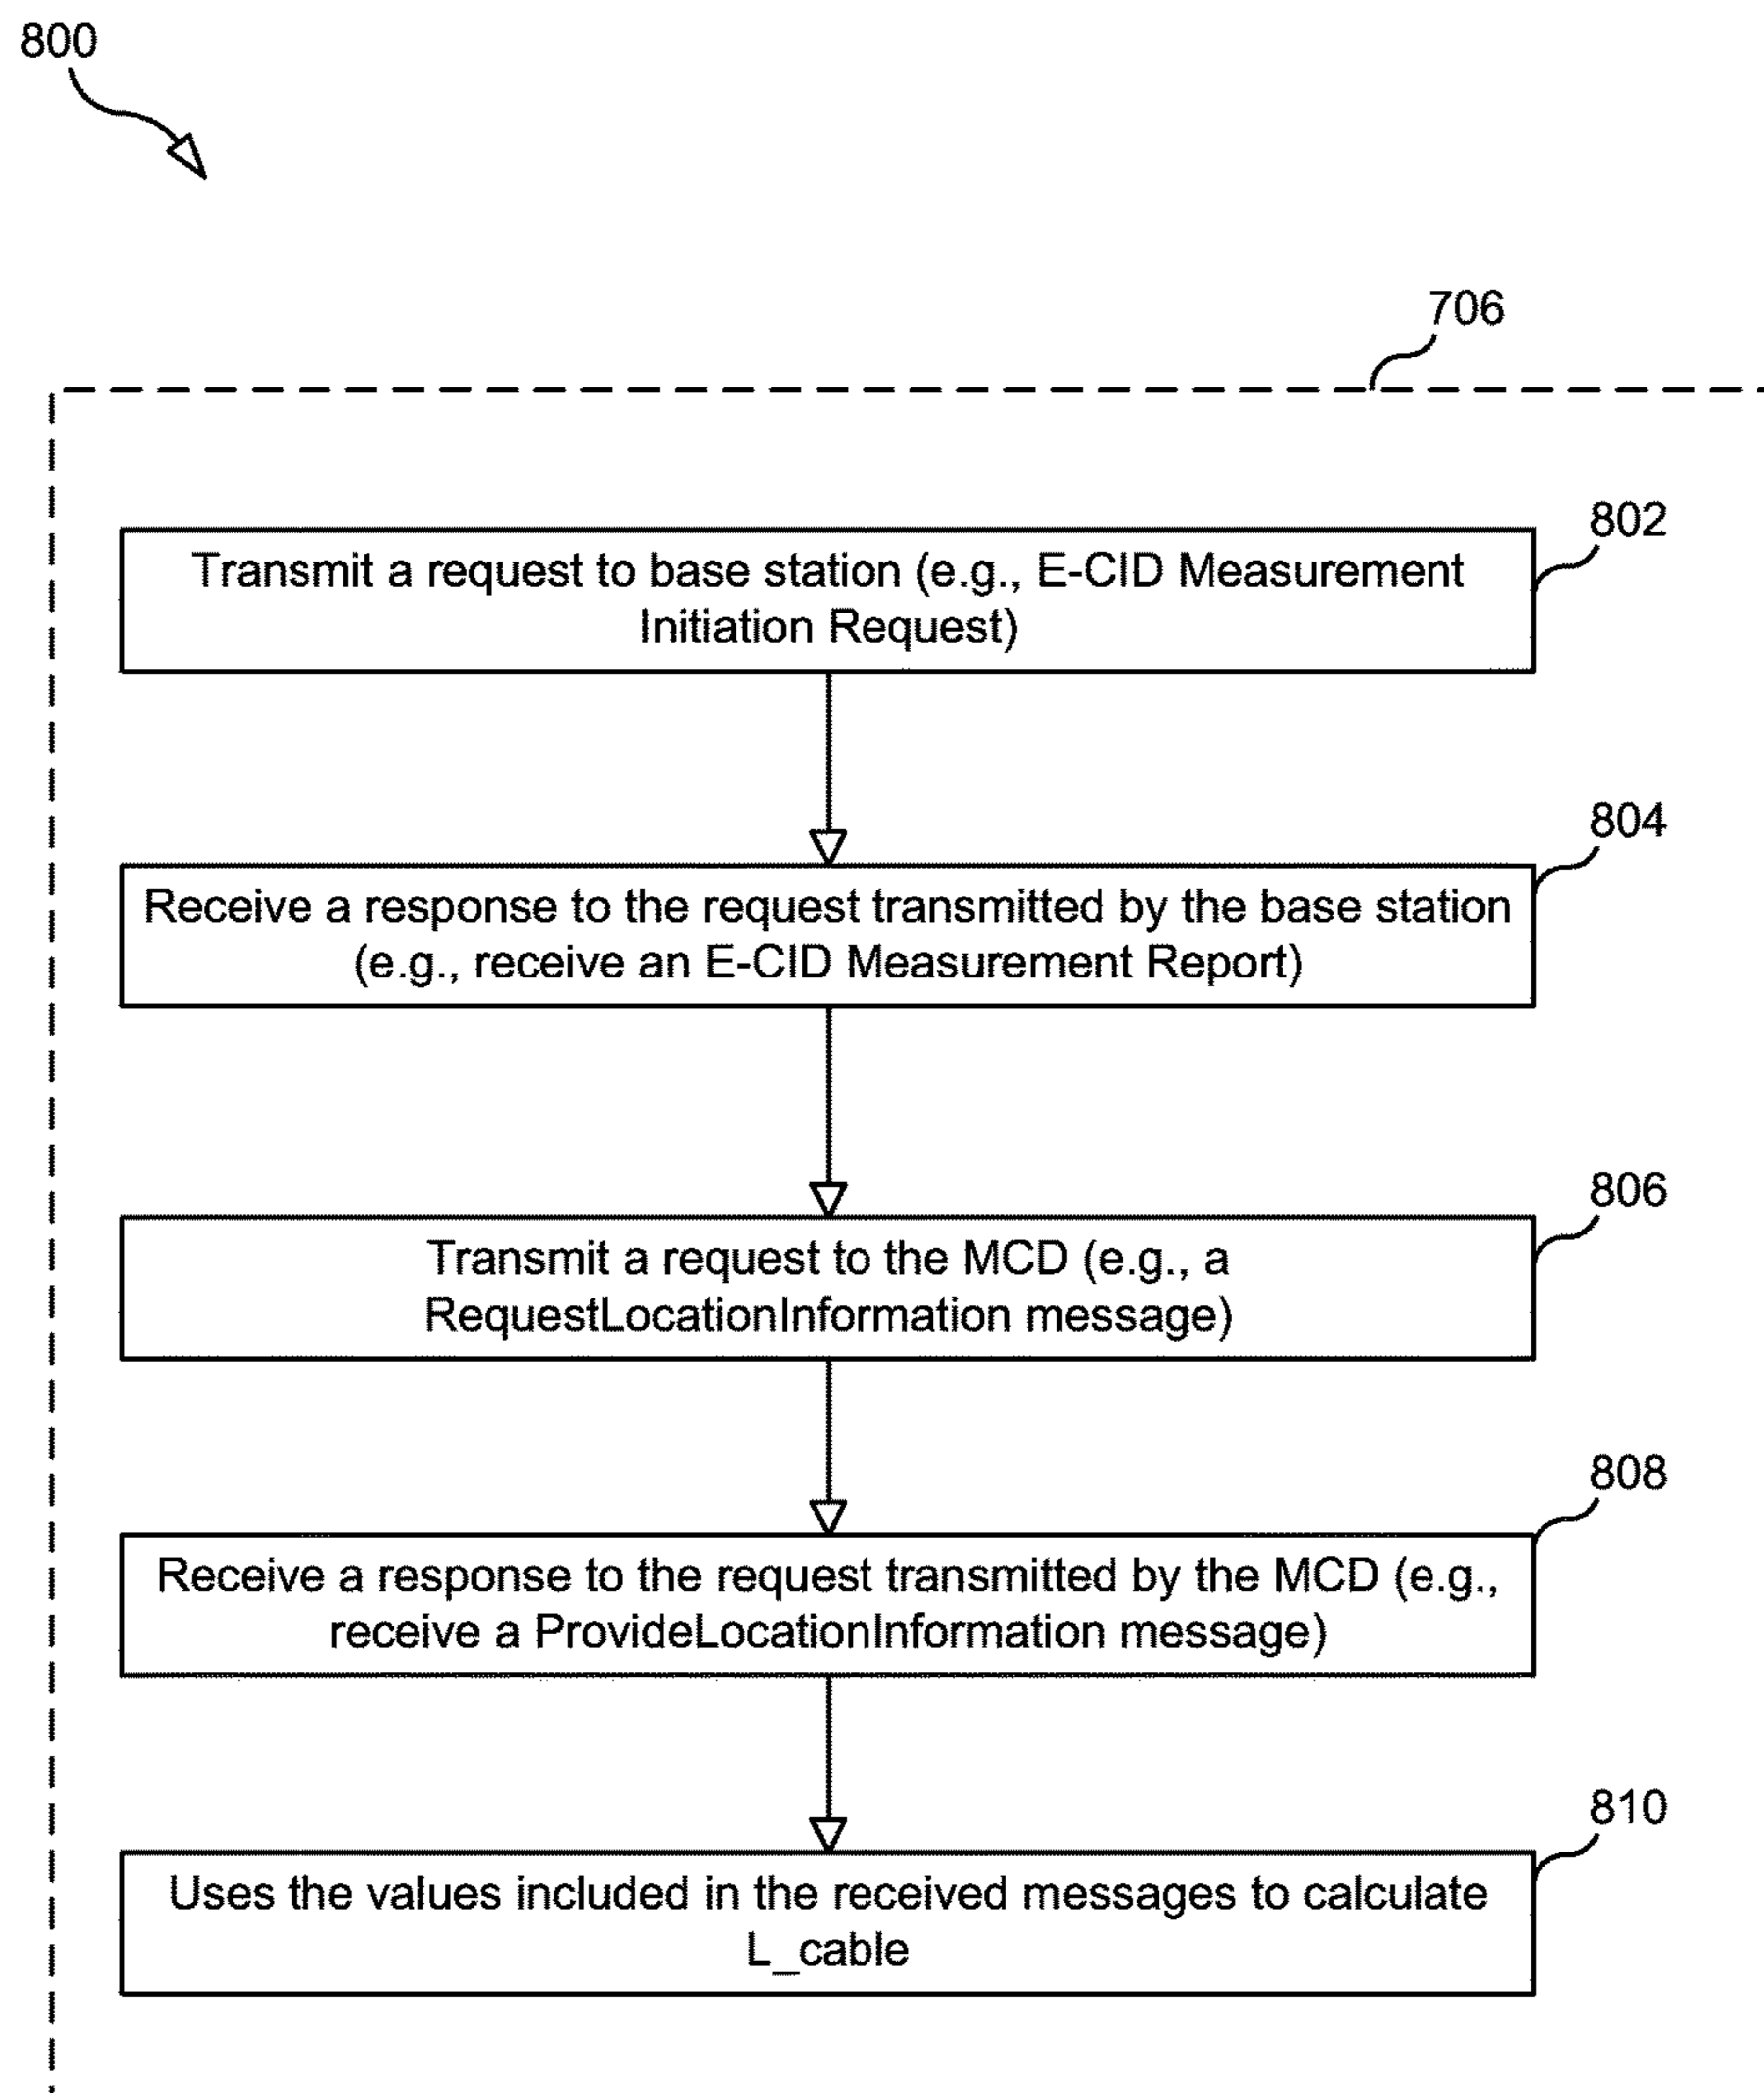 800
706
802
Transmit a request to base station (e.g., E-CID Measurement
Initiation Request)
804
Receive a response to the request transmitted by the base station
(e.g., receive an E-CID Measurement Report)
806
Transmit a request to the MCD (e.g., a
RequestLocationInformation message)
808
Receive a response to the request transmitted by the MCD (e.g.,
receive a ProvideLocationInformation message)
810
Uses the values included in the received messages to calculate
L_cable